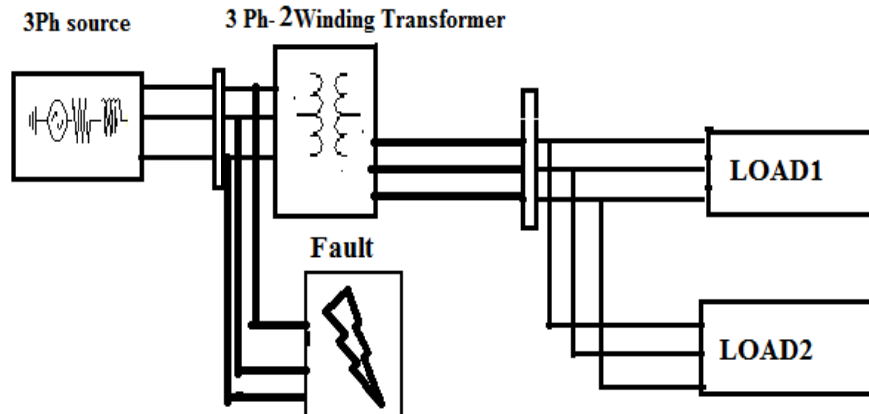 3Ph source
3 Ph- 2Winding Transformer
LOAD1
Fault
LOAD2